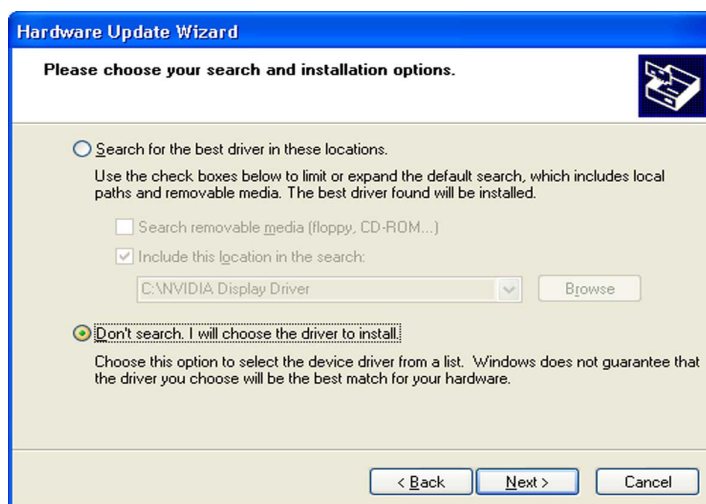 Hardware Update Wizard
Please choose your search and installation options.
Search for the best driver in these locations.
Use the check boxes below to limit or expand the default search, which includes local
paths and removable media. The best driver found will be installed.
Search removable media (floppy, CD-ROM...)
Include this location in the search:
C:\NVIDIA Display Driver
Browse
Don't search. I will choose the driver to install.
Choose this option to select the device driver from a list. Windows does not guarantee that
the driver you choose will be the best match for your hardware.
< Back Next > Cancel